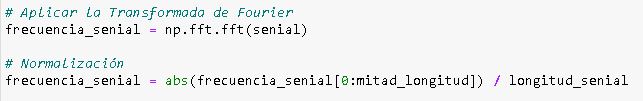 # Aplicar la Transformada de Fourier
frecuencia_senial = np.fft.fft(senial)
# Normalización
frecuencia_senial = abs(frecuencia_senial[0:mitad_longitud]) / longitud_senial